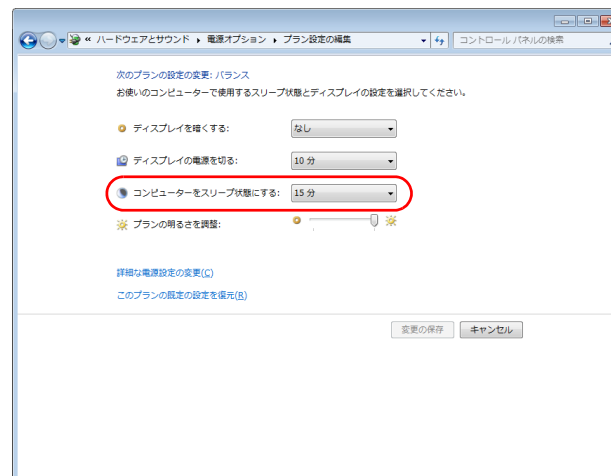 « ハードウェアとサウンド ▸ 電源オプション ▸ プラン設定の編集 コントロール パネルの検索
次のプランの設定の変更: バランス
お使いのコンピューターで使用するスリープ状態とディスプレイの設定を選択してください。
ディスプレイを暗くする: なし
ディスプレイの電源を切る: 10 分
コンピューターをスリープ状態にする: 15 分
プランの明るさを調整:
詳細な電源設定の変更(C)
このプランの既定の設定を復元(R)
変更の保存 キャンセル